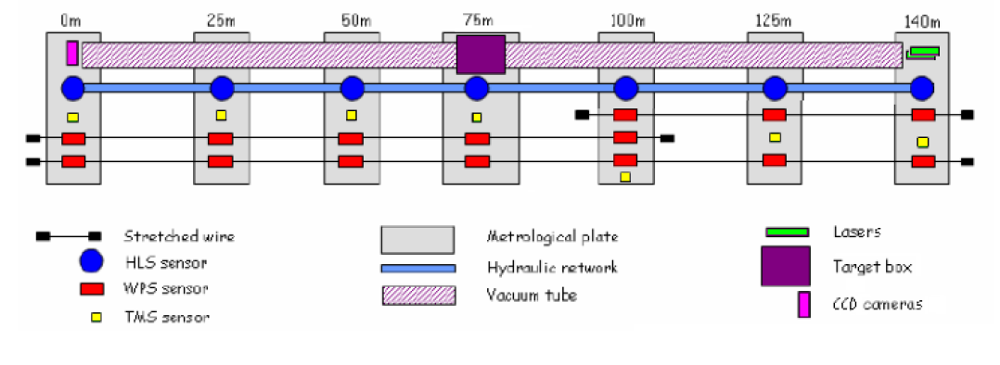 0m 25m 50m 75m 100m 125m 140m
Stretched wire
HLS sensor
WPS sensor
TMS sensor
Metrological plate
Hydraulic network
Vacuum tube
Lasers
Target box
CCD cameras